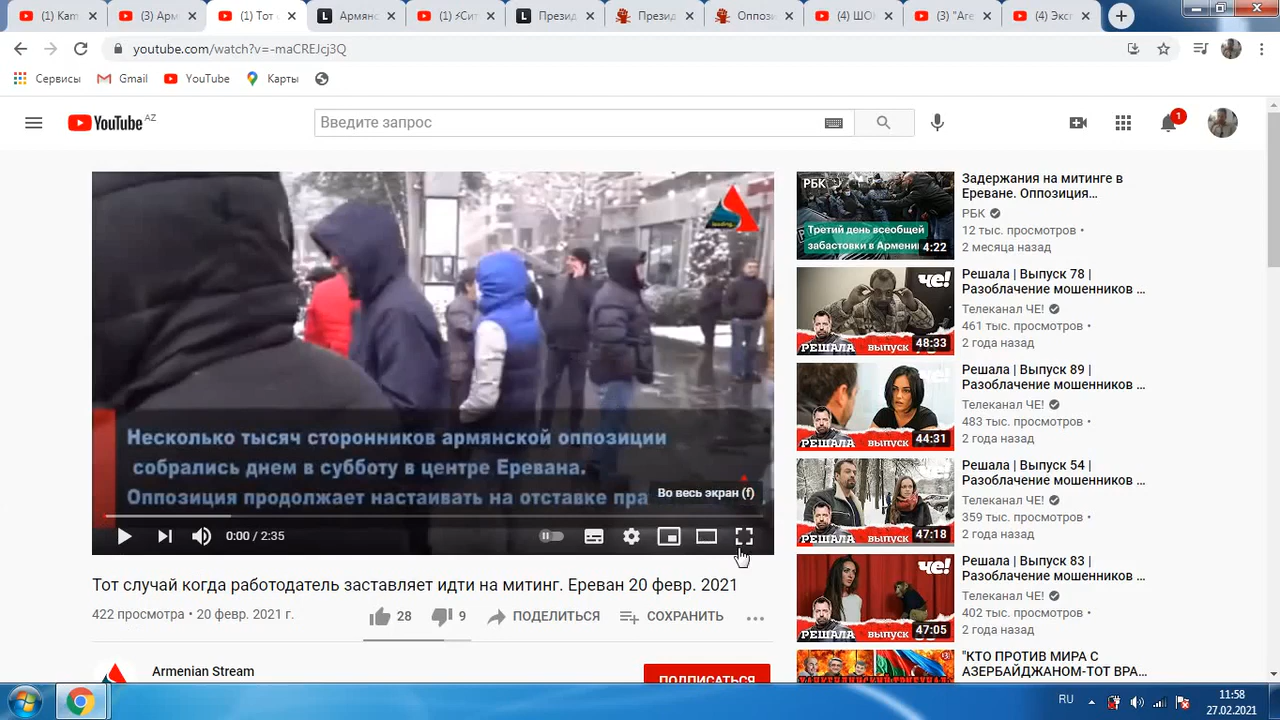 (1) Кап
(3) Арм
(1) Тот с
Армянс
(1) ⚡Сит
Презс
Презид
Оппоз
(4) ШО
(3) "Аге
(4) Экс
youtube.com/watch?v=-maCREJcj3Q
Сервисы
Gmail
YouTube
Карты
YouTube AZ
Введите запрос
1
loading..
сторонников армянской оппозиции
собрались днем в субботу в центре Еревана.
Оппозиция продолжает настаивать на отставке пра
Во весь экран (f)
0:00 / 2:35
Тот случай когда работодатель заставляет идти на митинг. Ереван 20 февр. 2021
422 просмотра • 20 февр. 2021 г.
28
9
ПОДЕЛИТЬСЯ
СОХРАНИТЬ
Armenian Stream
ПОДПИСАТЬСЯ
РБК
Третий день всеобщей
забастовки в Армении
4:22
Задержания на митинге в
Ереване. Оппозиция...
РБК
12 тыс. просмотров •
2 месяца назад
че!
РЕШАЛА выпуск
48:33
Решала | Выпуск 78 |
Разоблачение мошенников ...
Телеканал ЧЕ!
461 тыс. просмотров •
2 года назад
че!
РЕШАЛА выпуск
44:31
Решала | Выпуск 89 |
Разоблачение мошенников ...
Телеканал ЧЕ!
483 тыс. просмотров •
2 года назад
че!
РЕШАЛА выпуск
47:18
Решала | Выпуск 54 |
Разоблачение мошенников ...
Телеканал ЧЕ!
359 тыс. просмотров •
2 года назад
че!
РЕШАЛА выпуск
47:05
Решала | Выпуск 83 |
Разоблачение мошенников ...
Телеканал ЧЕ!
402 тыс. просмотров •
2 года назад
"КТО ПРОТИВ МИРА С
АЗЕРБАЙДЖАНОМ-ТОТ ВРА...
RU
11:58
27.02.2021